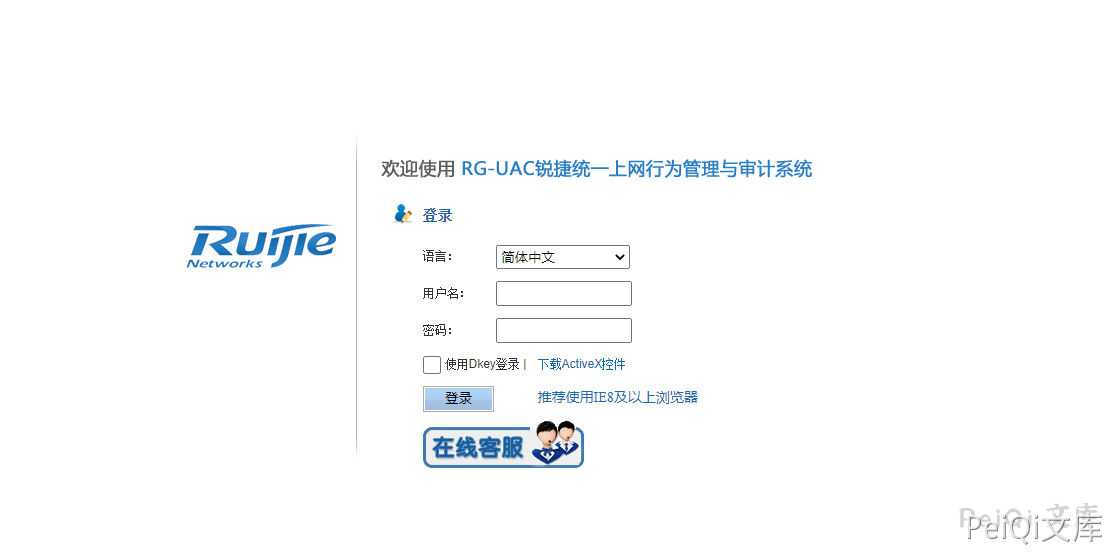 欢迎使用 RG-UAC锐捷统一上网行为管理与审计系统
登录
Ruijie
Networks
语言：
简体中文
用户名：
密码：
使用Dkey登录 | 下载ActiveX控件
登录
推荐使用IE8及以上浏览器
在线客服
PeiQi 文库
PeiQi文库